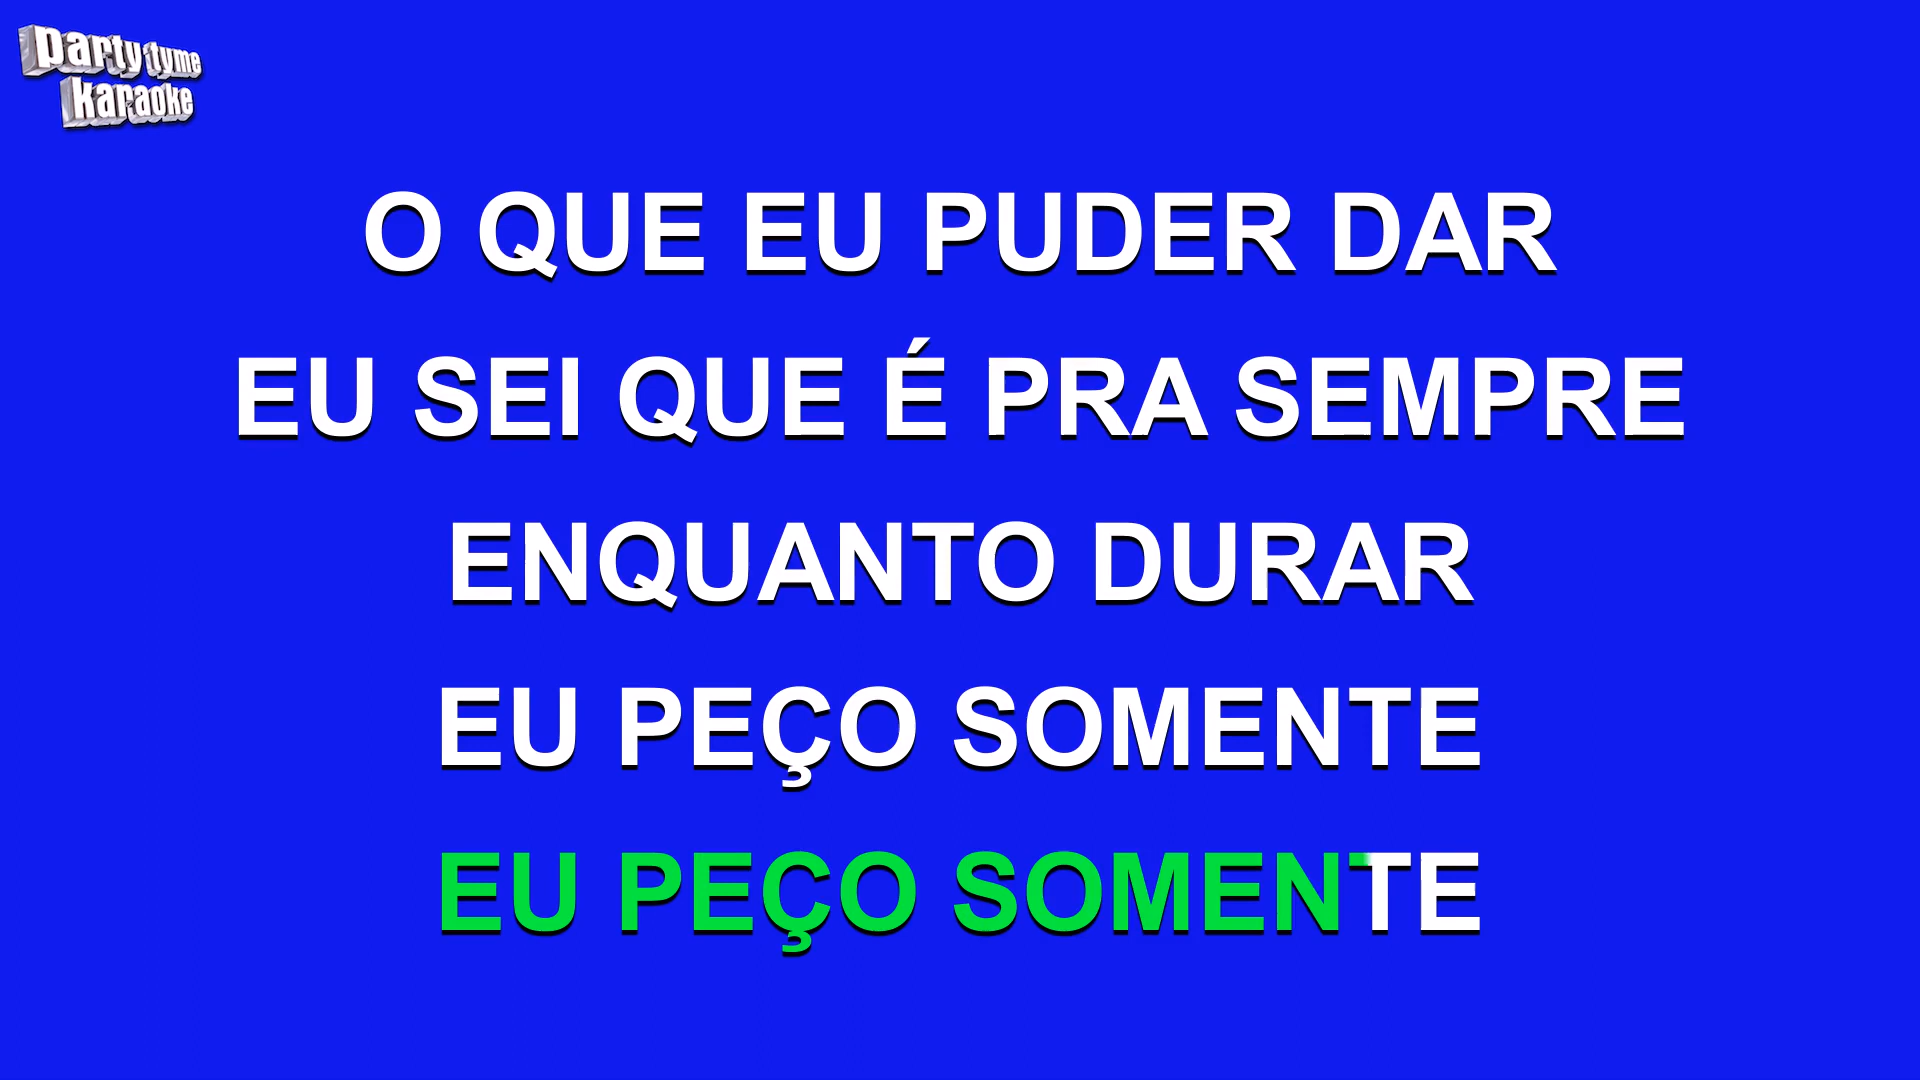 party tyme
karaoke
O QUE EU PUDER DAR
EU SEI QUE É PRA SEMPRE
ENQUANTO DURAR
EU PEÇO SOMENTE
EU PEÇO SOMENTE